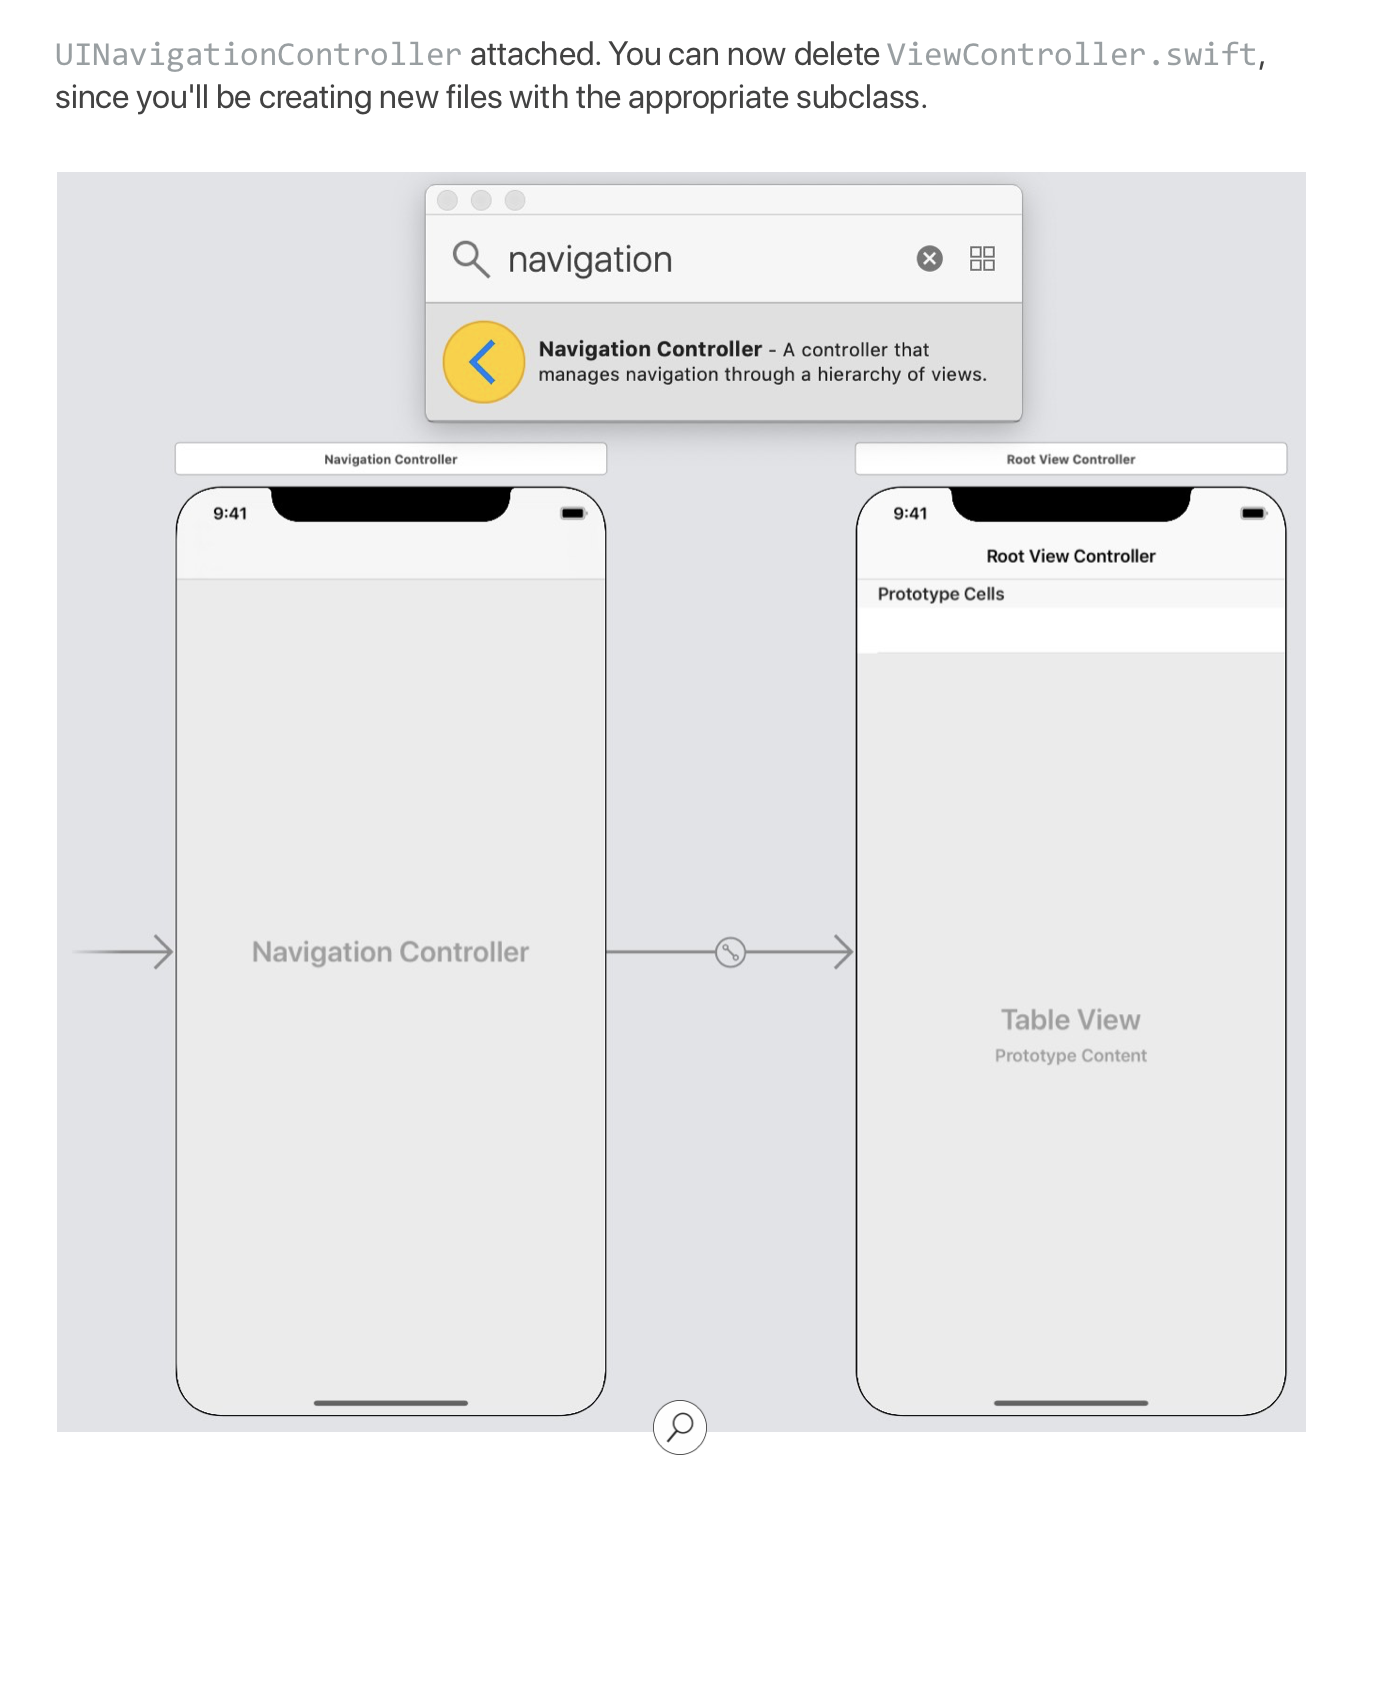 UINavigationController attached. You can now delete ViewController.swift,
since you'll be creating new files with the appropriate subclass.
navigation
Navigation Controller - A controller that
manages navigation through a hierarchy of views.
Navigation Controller
Root View Controller
9:41
9:41
Root View Controller
Prototype Cells
Navigation Controller
Table View
Prototype Content